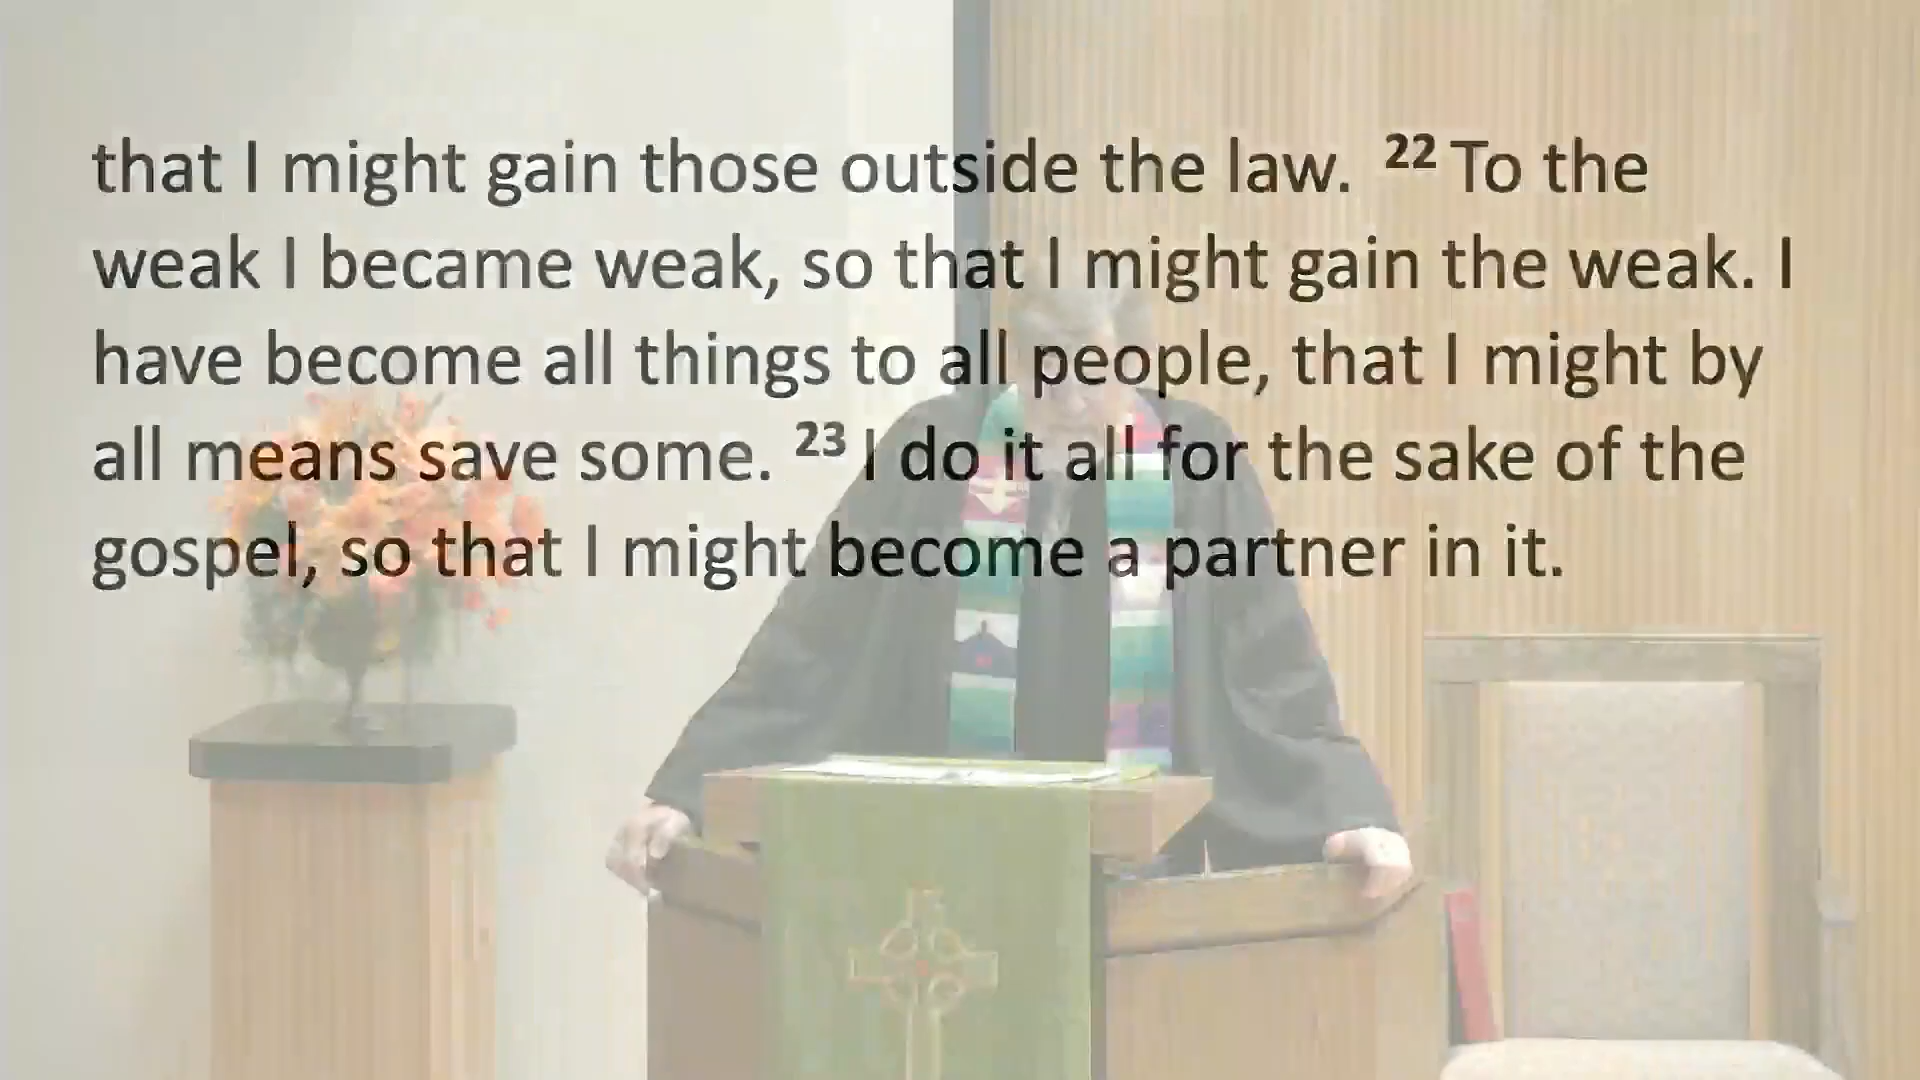 that I might gain those outside the law. 22 To the
weak I became weak, so that I might gain the weak. I
have become all things to all people, that I might by
all means save some. 23 I do it all for the sake of the
gospel, so that I might become a partner in it.